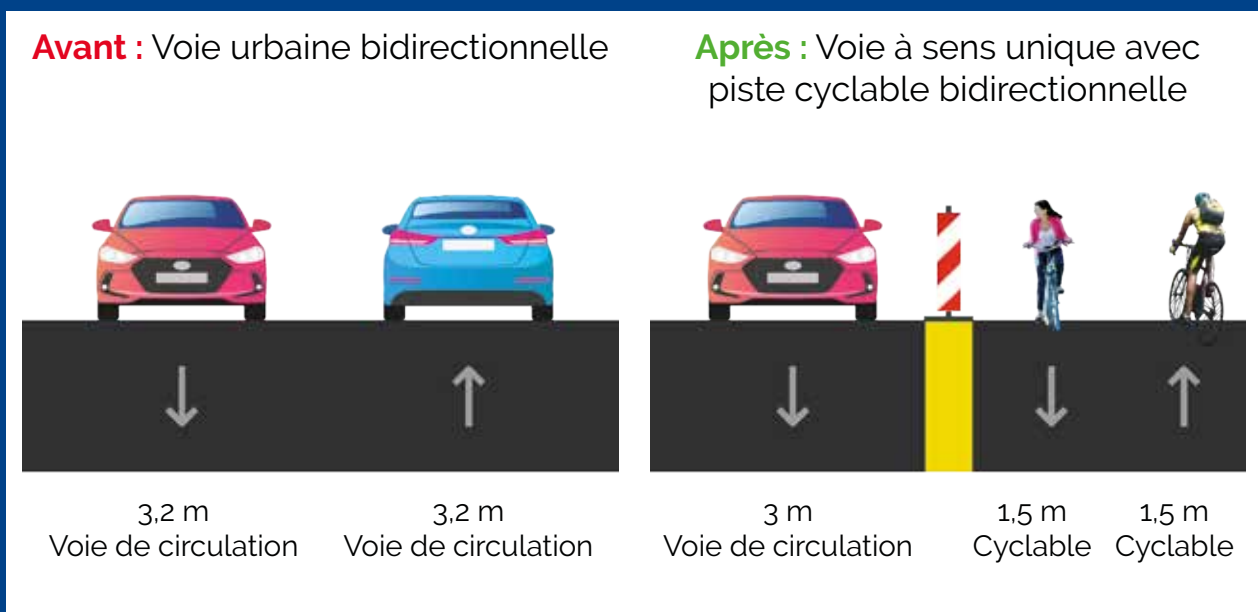 Avant : Voie urbaine bidirectionnelle
Après : Voie à sens unique avec
piste cyclable bidirectionnelle
3,2 m
Voie de circulation
3,2 m
Voie de circulation
3 m
Voie de circulation
1,5 m
Cyclable
1,5 m
Cyclable